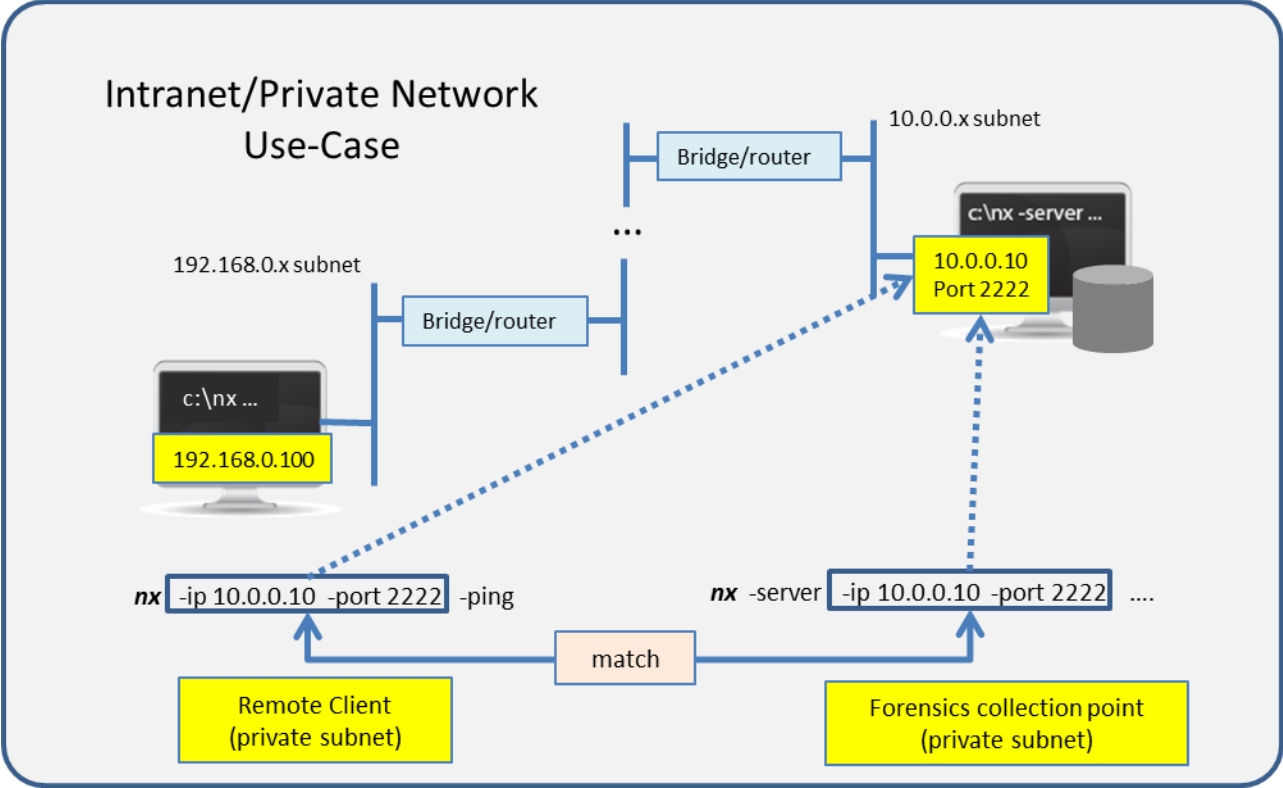 Intranet/Private Network
Use-Case
10.0.0.x subnet
Bridge/router
c:\nx -server ...
...
10.0.0.10
Port 2222
192.168.0.x subnet
Bridge/router
c:\nx ...
192.168.0.100
nx -ip 10.0.0.10 -port 2222 -ping
nx -server -ip 10.0.0.10 -port 2222 ....
match
Remote Client
(private subnet)
Forensics collection point
(private subnet)